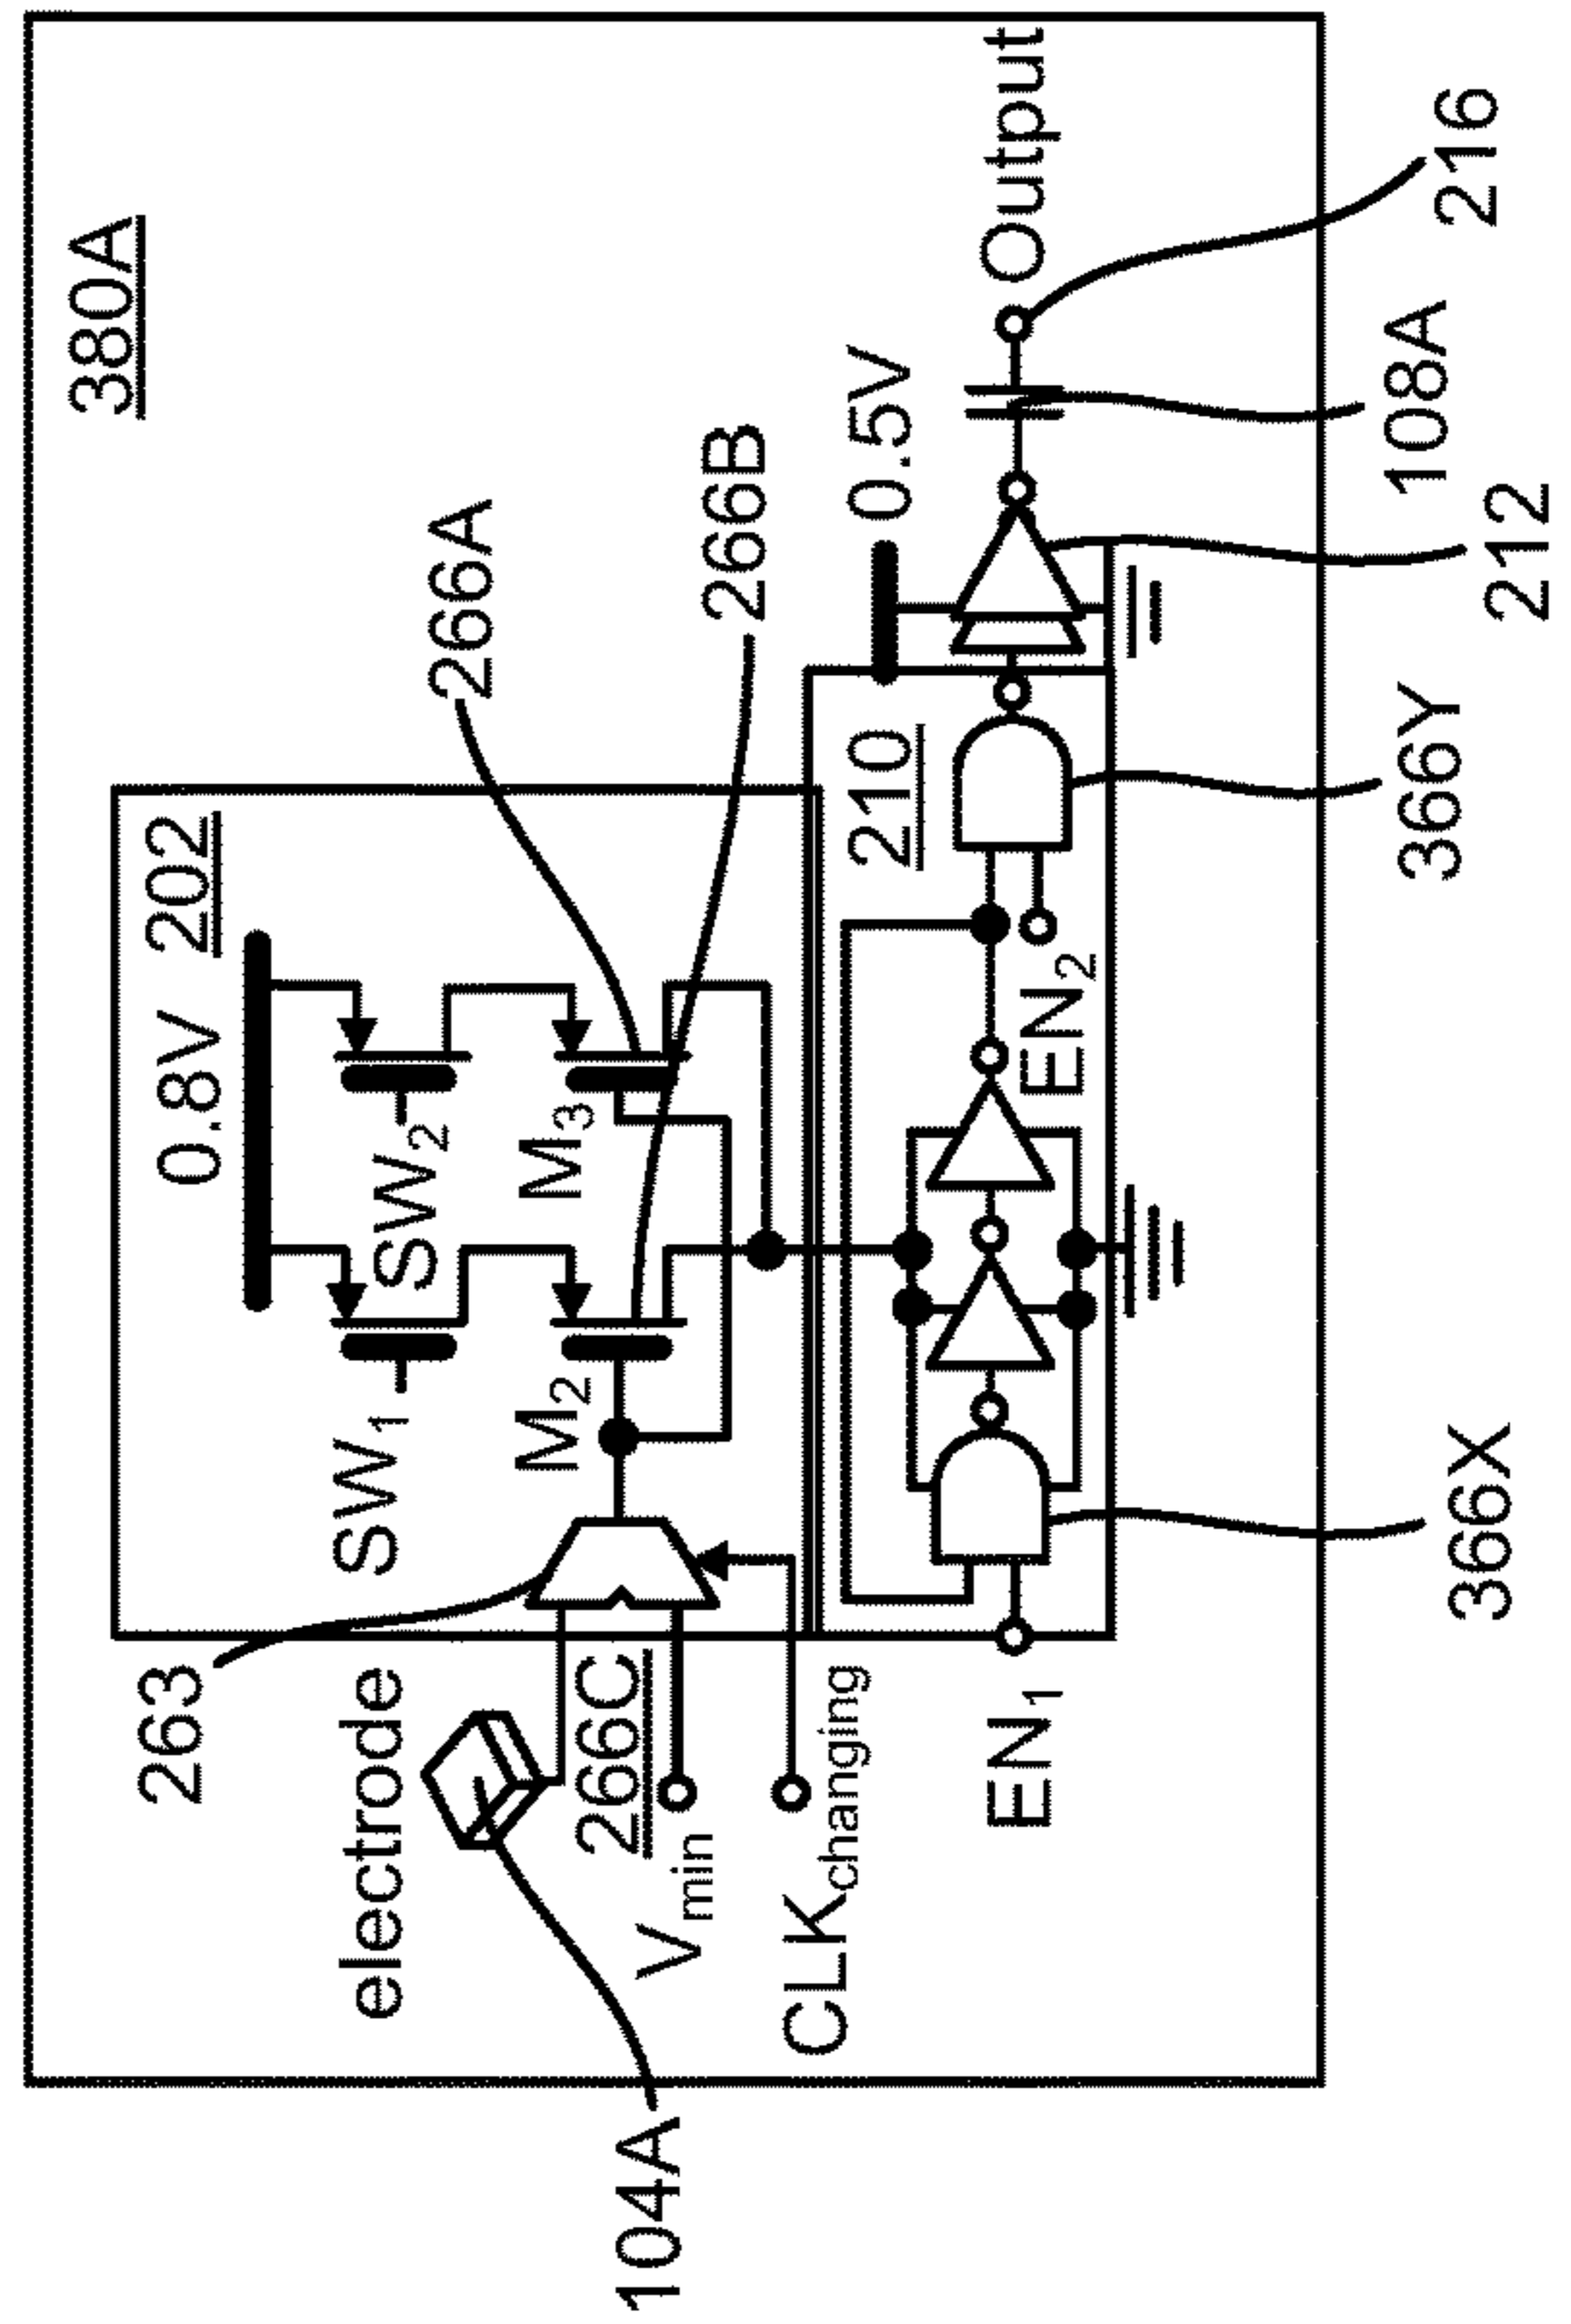 380A
0.8V 202
266A
266B
SW1
SW2
M2
M3
263
electrode
266C
Vmin
CLKchanging
104A
210
0.5V
Output
EN1
EN2
366X
366Y
212
108A
216